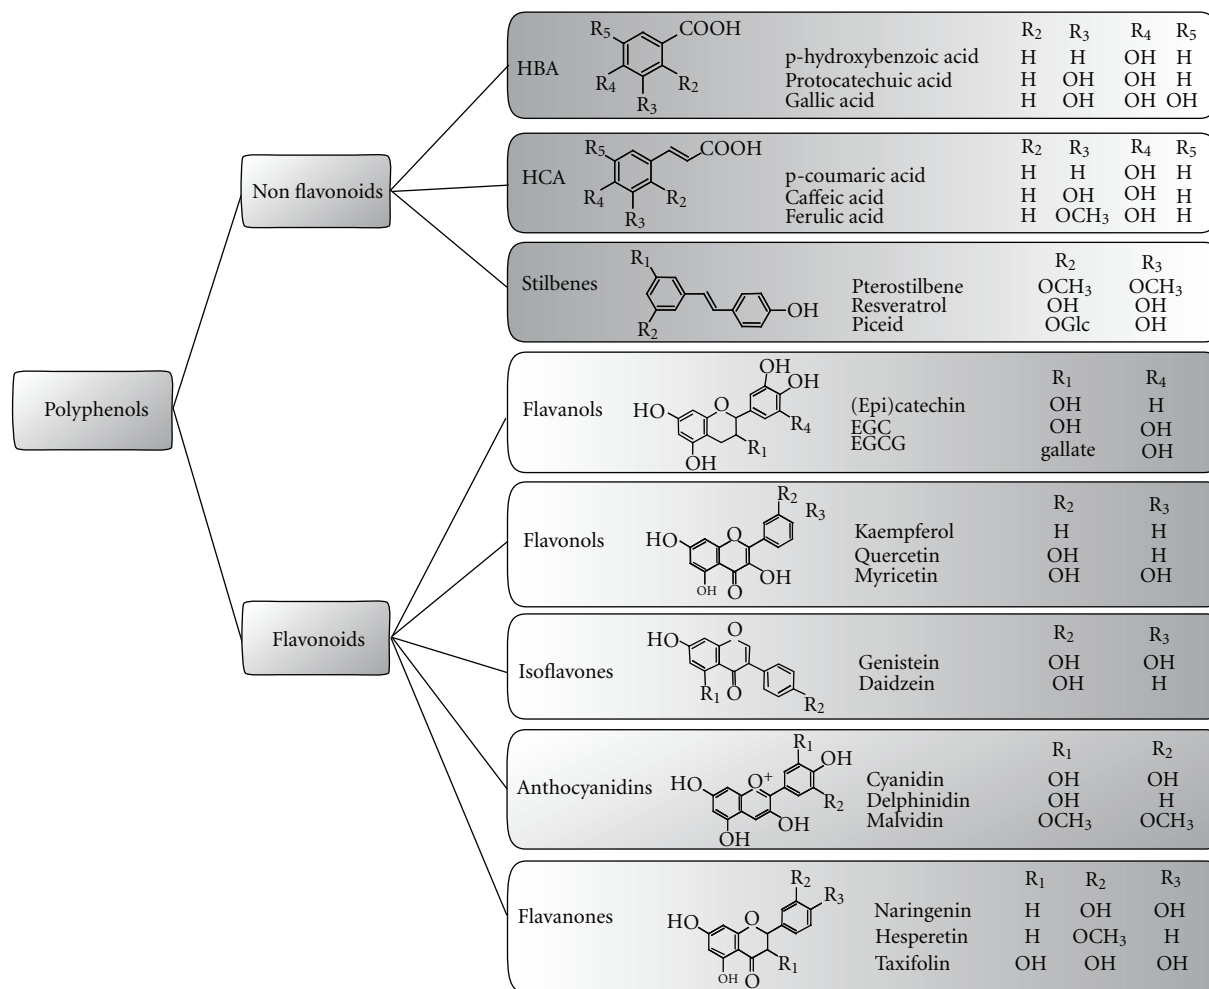 Polyphenols
Non flavonoids
Flavonoids
HBA
R5 COOH
R4 R2
R3
R2 R3 R4 R5
p-hydroxybenzoic acid H H OH H
Protocatechuic acid H OH OH H
Gallic acid H OH OH OH
HCA
R5 COOH
R4 R2
R3
R2 R3 R4 R5
p-coumaric acid H H OH H
Caffeic acid H OH OH H
Ferulic acid H OCH3 OH H
Stilbenes
R1
OH
R2
R2 R3
Pterostilbene OCH3 OCH3
Resveratrol OH OH
Piceid OGlc OH
Flavanols
OH
OH
HO O
R4
R1
OH
R1 R4
(Epi)catechin OH H
EGC OH OH
EGCG gallate OH
Flavonols
R2
R3
HO O
OH
OH O
R2 R3
Kaempferol H H
Quercetin OH H
Myricetin OH OH
Isoflavones
HO O
R1 O
R2
R2 R3
Genistein OH OH
Daidzein OH H
Anthocyanidins
R1
OH
HO O+
R2
OH
OH
R1 R2
Cyanidin OH OH
Delphinidin OH H
Malvidin OCH3 OCH3
Flavanones
R2
R3
HO O
R1
OH O
R1 R2 R3
Naringenin H OH OH
Hesperetin H OCH3 H
Taxifolin OH OH OH